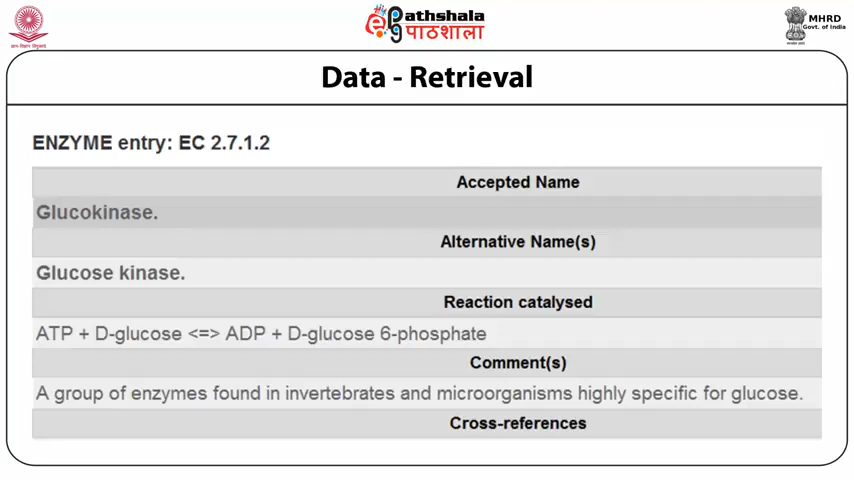 ePathshala
पाठशाला
MHRD
Govt. of India
Data - Retrieval
ENZYME entry: EC 2.7.1.2
Accepted Name
Glucokinase.
Alternative Name(s)
Glucose kinase.
Reaction catalysed
ATP + D-glucose <=> ADP + D-glucose 6-phosphate
Comment(s)
A group of enzymes found in invertebrates and microorganisms highly specific for glucose.
Cross-references